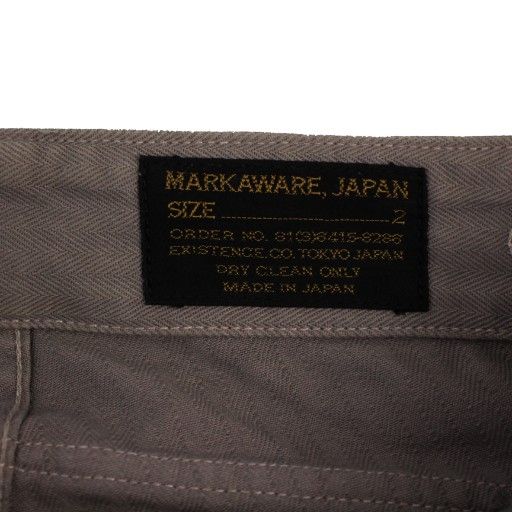 MARKAWARE, JAPAN
SIZE ........................ 2
ORDER NO. 81(3)6415-8286
EXISTENCE.CO.TOKYO JAPAN
DRY CLEAN ONLY
MADE IN JAPAN